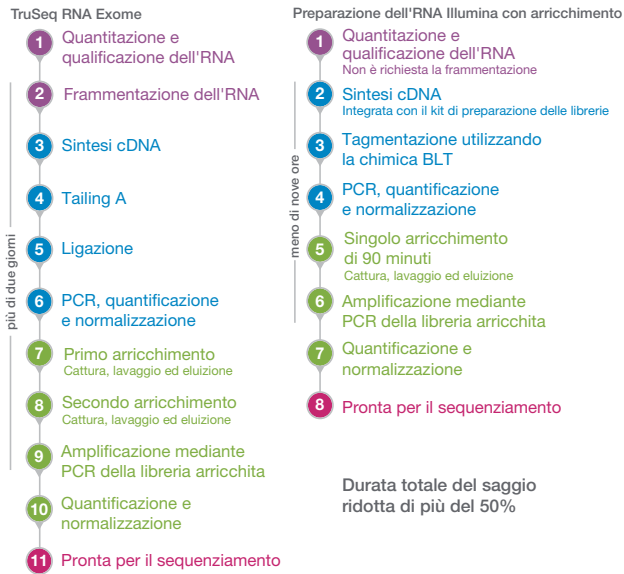 TruSeq RNA Exome
1
Quantitazione e
qualificazione dell'RNA
2
Frammentazione dell'RNA
3
Sintesi cDNA
4
Tailing A
5
Ligazione
6
PCR, quantificazione
e normalizzazione
7
Primo arricchimento
Cattura, lavaggio ed eluizione
8
Secondo arricchimento
Cattura, lavaggio ed eluizione
9
Amplificazione mediante
PCR della libreria arricchita
10
Quantificazione e
normalizzazione
11
Pronta per il sequenziamento
più di due giorni
Preparazione dell'RNA Illumina con arricchimento
1
Quantitazione e
qualificazione dell'RNA
Non è richiesta la frammentazione
2
Sintesi cDNA
Integrata con il kit di preparazione delle librerie
3
Tagmentazione utilizzando
la chimica BLT
4
PCR, quantificazione
e normalizzazione
5
Singolo arricchimento
di 90 minuti
Cattura, lavaggio ed eluizione
6
Amplificazione mediante
PCR della libreria arricchita
7
Quantificazione e
normalizzazione
8
Pronta per il sequenziamento
meno di nove ore
Durata totale del saggio
ridotta di più del 50%